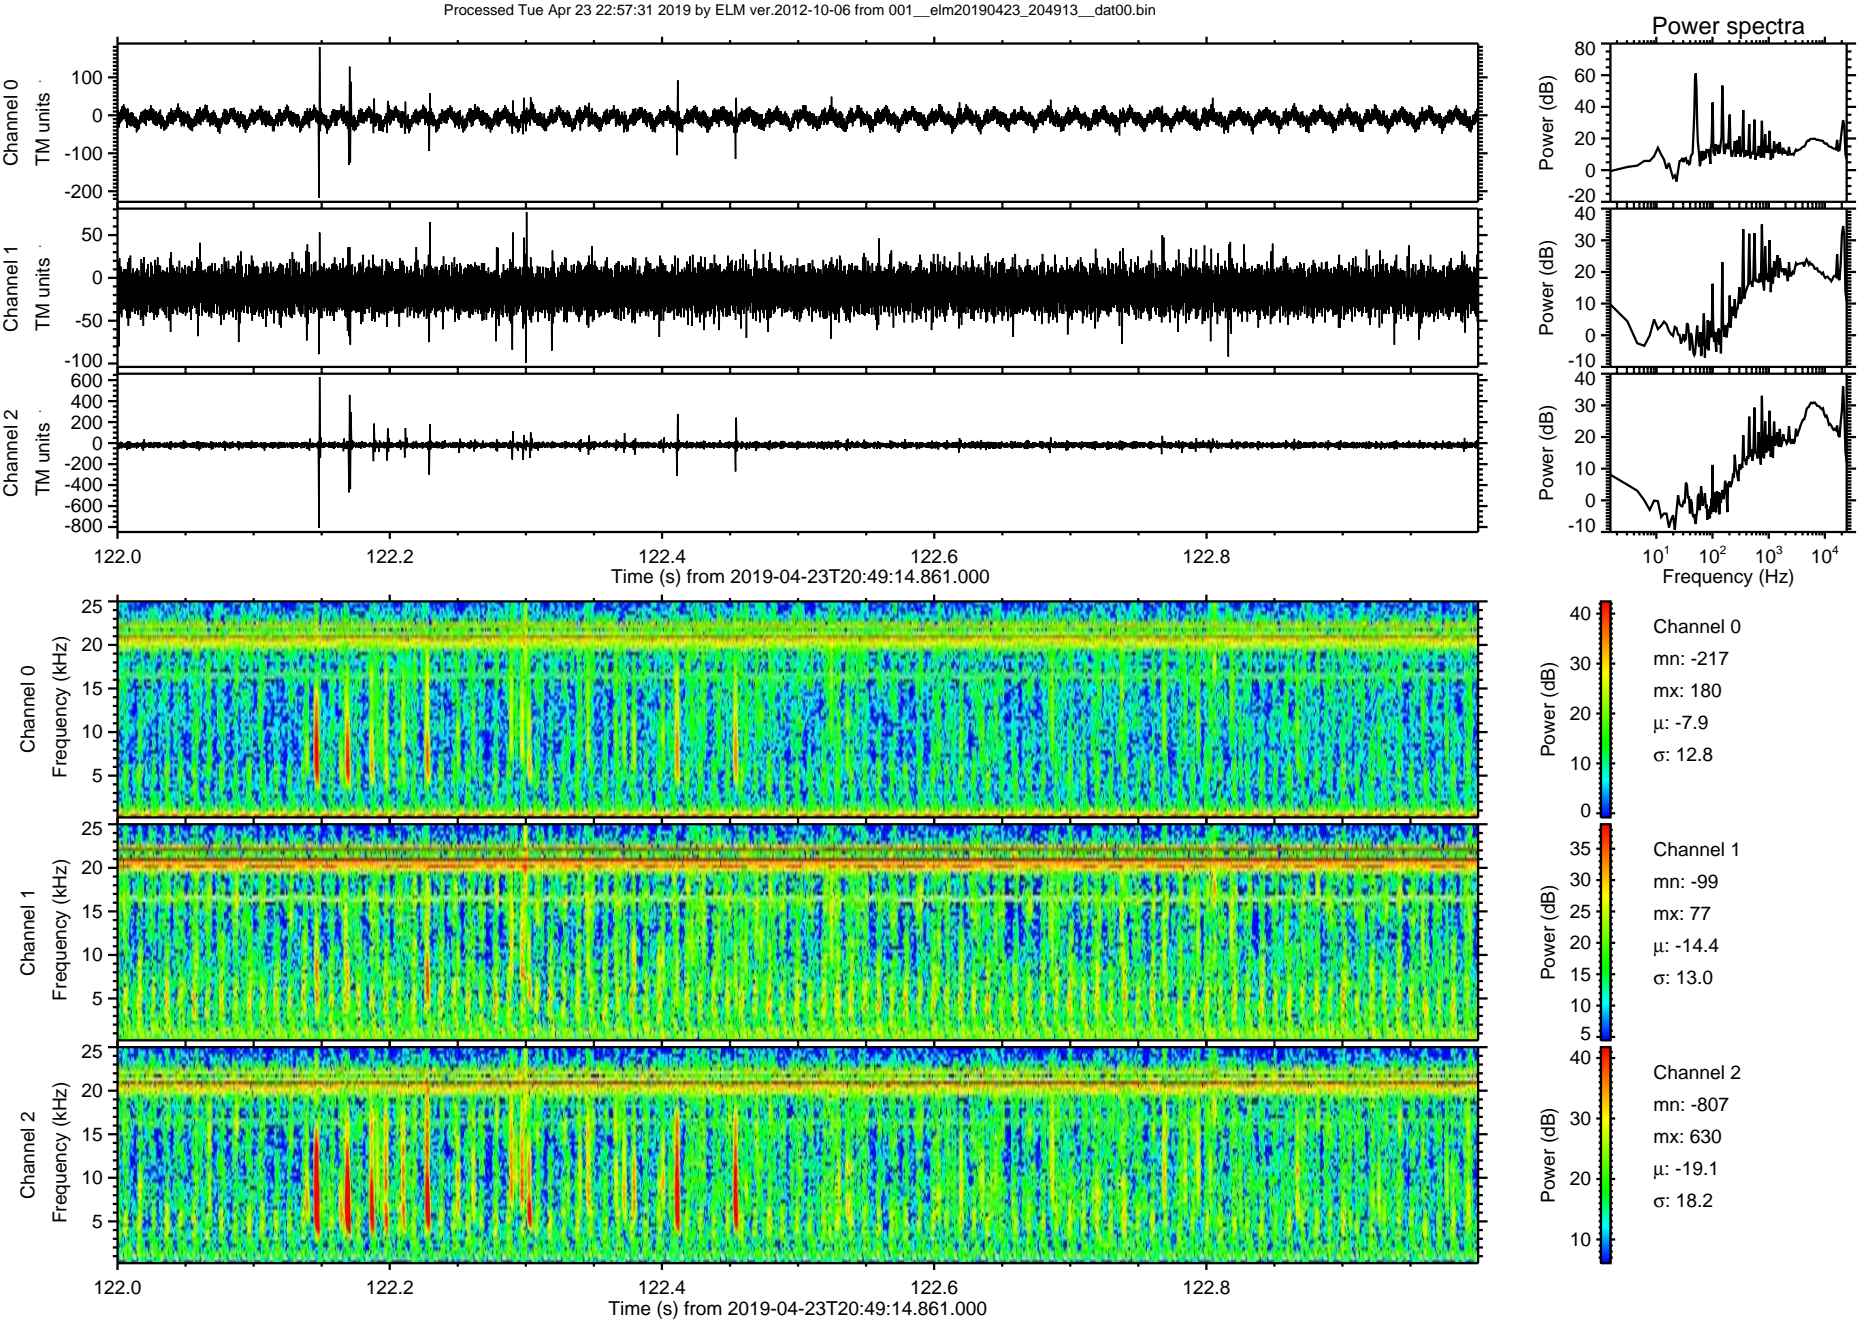 Processed Tue Apr 23 22:57:31 2019 by ELM ver.2012-10-06 from 001__elm20190423_204913__dat00.bin
Power spectra
Channel 0
TM units
100
0
-100
-200
Power (dB)
80
60
40
20
0
-20
Channel 1
TM units
50
0
-50
-100
Power (dB)
40
30
20
10
0
-10
Channel 2
TM units
600
400
200
0
-200
-400
-600
-800
Power (dB)
40
30
20
10
0
-10
122.0 122.2 122.4 122.6 122.8
Time (s) from 2019-04-23T20:49:14.861.000
10¹ 10² 10³ 10⁴
Frequency (Hz)
Channel 0
Frequency (kHz)
25
20
15
10
5
Power (dB)
40
30
20
10
0
Channel 0
mn: -217
mx: 180
µ: -7.9
σ: 12.8
Channel 1
Frequency (kHz)
25
20
15
10
5
Power (dB)
35
30
25
20
15
10
5
Channel 1
mn: -99
mx: 77
µ: -14.4
σ: 13.0
Channel 2
Frequency (kHz)
25
20
15
10
5
Power (dB)
40
30
20
10
Channel 2
mn: -807
mx: 630
µ: -19.1
σ: 18.2
122.0 122.2 122.4 122.6 122.8
Time (s) from 2019-04-23T20:49:14.861.000